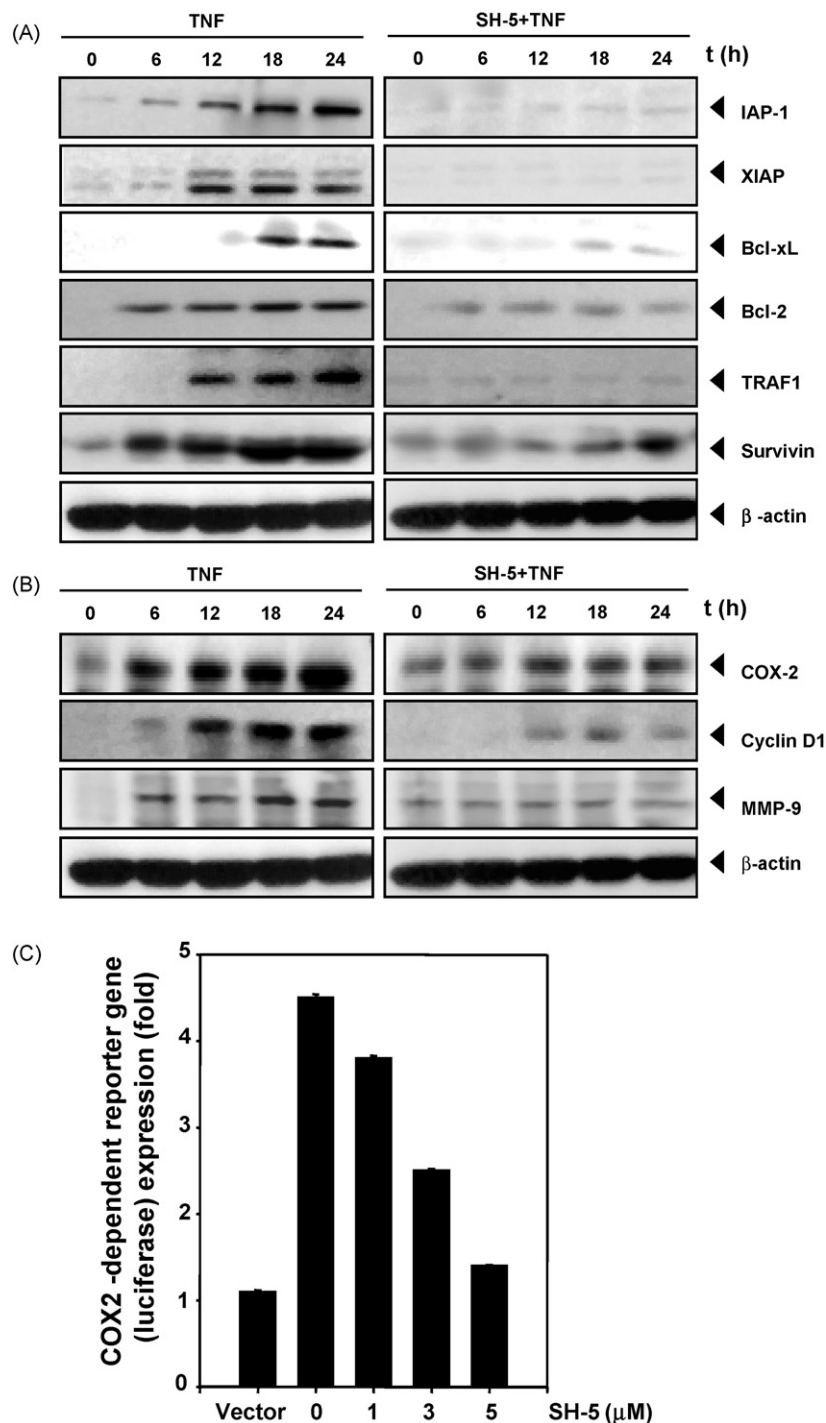 (A)
TNF SH-5+TNF
0 6 12 18 24 0 6 12 18 24 t (h)
IAP-1
XIAP
Bcl-xL
Bcl-2
TRAF1
Survivin
β -actin
(B)
TNF SH-5+TNF
0 6 12 18 24 0 6 12 18 24 t (h)
COX-2
Cyclin D1
MMP-9
β-actin
(C)
COX2 -dependent reporter gene
(luciferase) expression (fold)
5
4
3
2
1
0
Vector 0 1 3 5 SH-5 (μM)